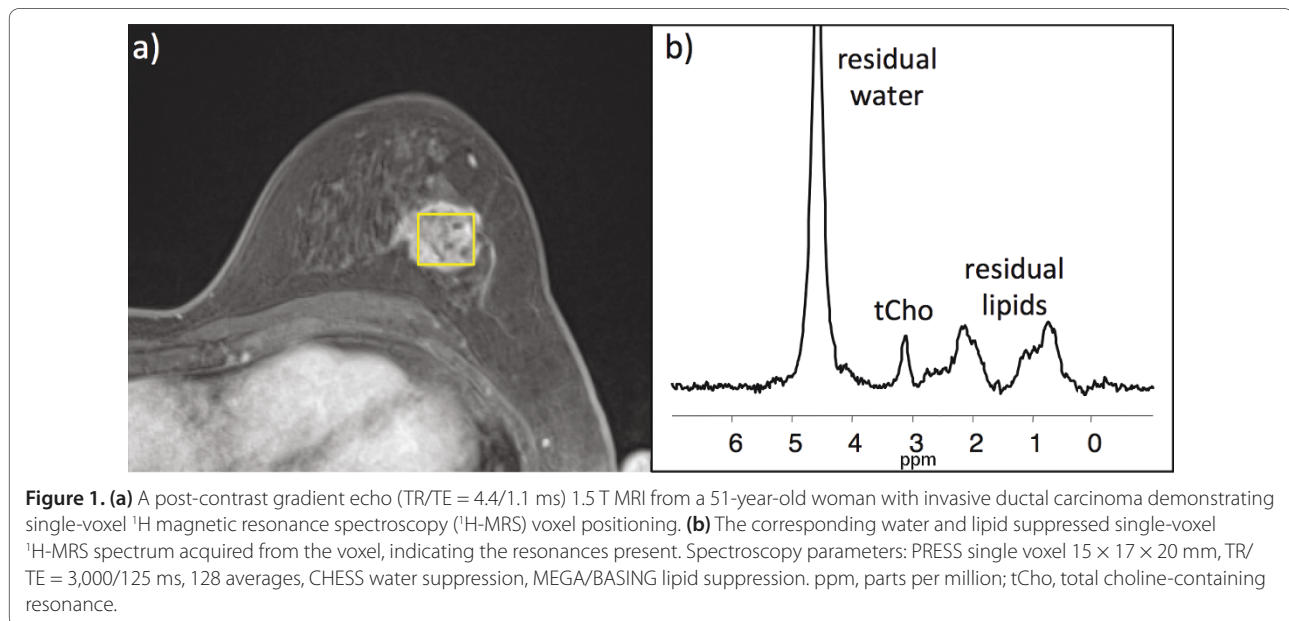 a)
b)
residual
water
tCho
residual
lipids
6 5 4 3 2 1 0
ppm
Figure 1. (a) A post-contrast gradient echo (TR/TE = 4.4/1.1 ms) 1.5 T MRI from a 51-year-old woman with invasive ductal carcinoma demonstrating
single-voxel ¹H magnetic resonance spectroscopy (¹H-MRS) voxel positioning. (b) The corresponding water and lipid suppressed single-voxel
¹H-MRS spectrum acquired from the voxel, indicating the resonances present. Spectroscopy parameters: PRESS single voxel 15 × 17 × 20 mm, TR/
TE = 3,000/125 ms, 128 averages, CHESS water suppression, MEGA/BASING lipid suppression. ppm, parts per million; tCho, total choline-containing
resonance.